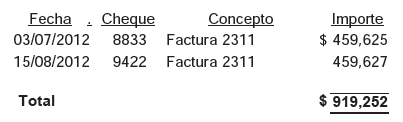 Fecha . Cheque Concepto Importe
03/07/2012 8833 Factura 2311 $ 459,625
15/08/2012 9422 Factura 2311 459,627
Total $ 919,252